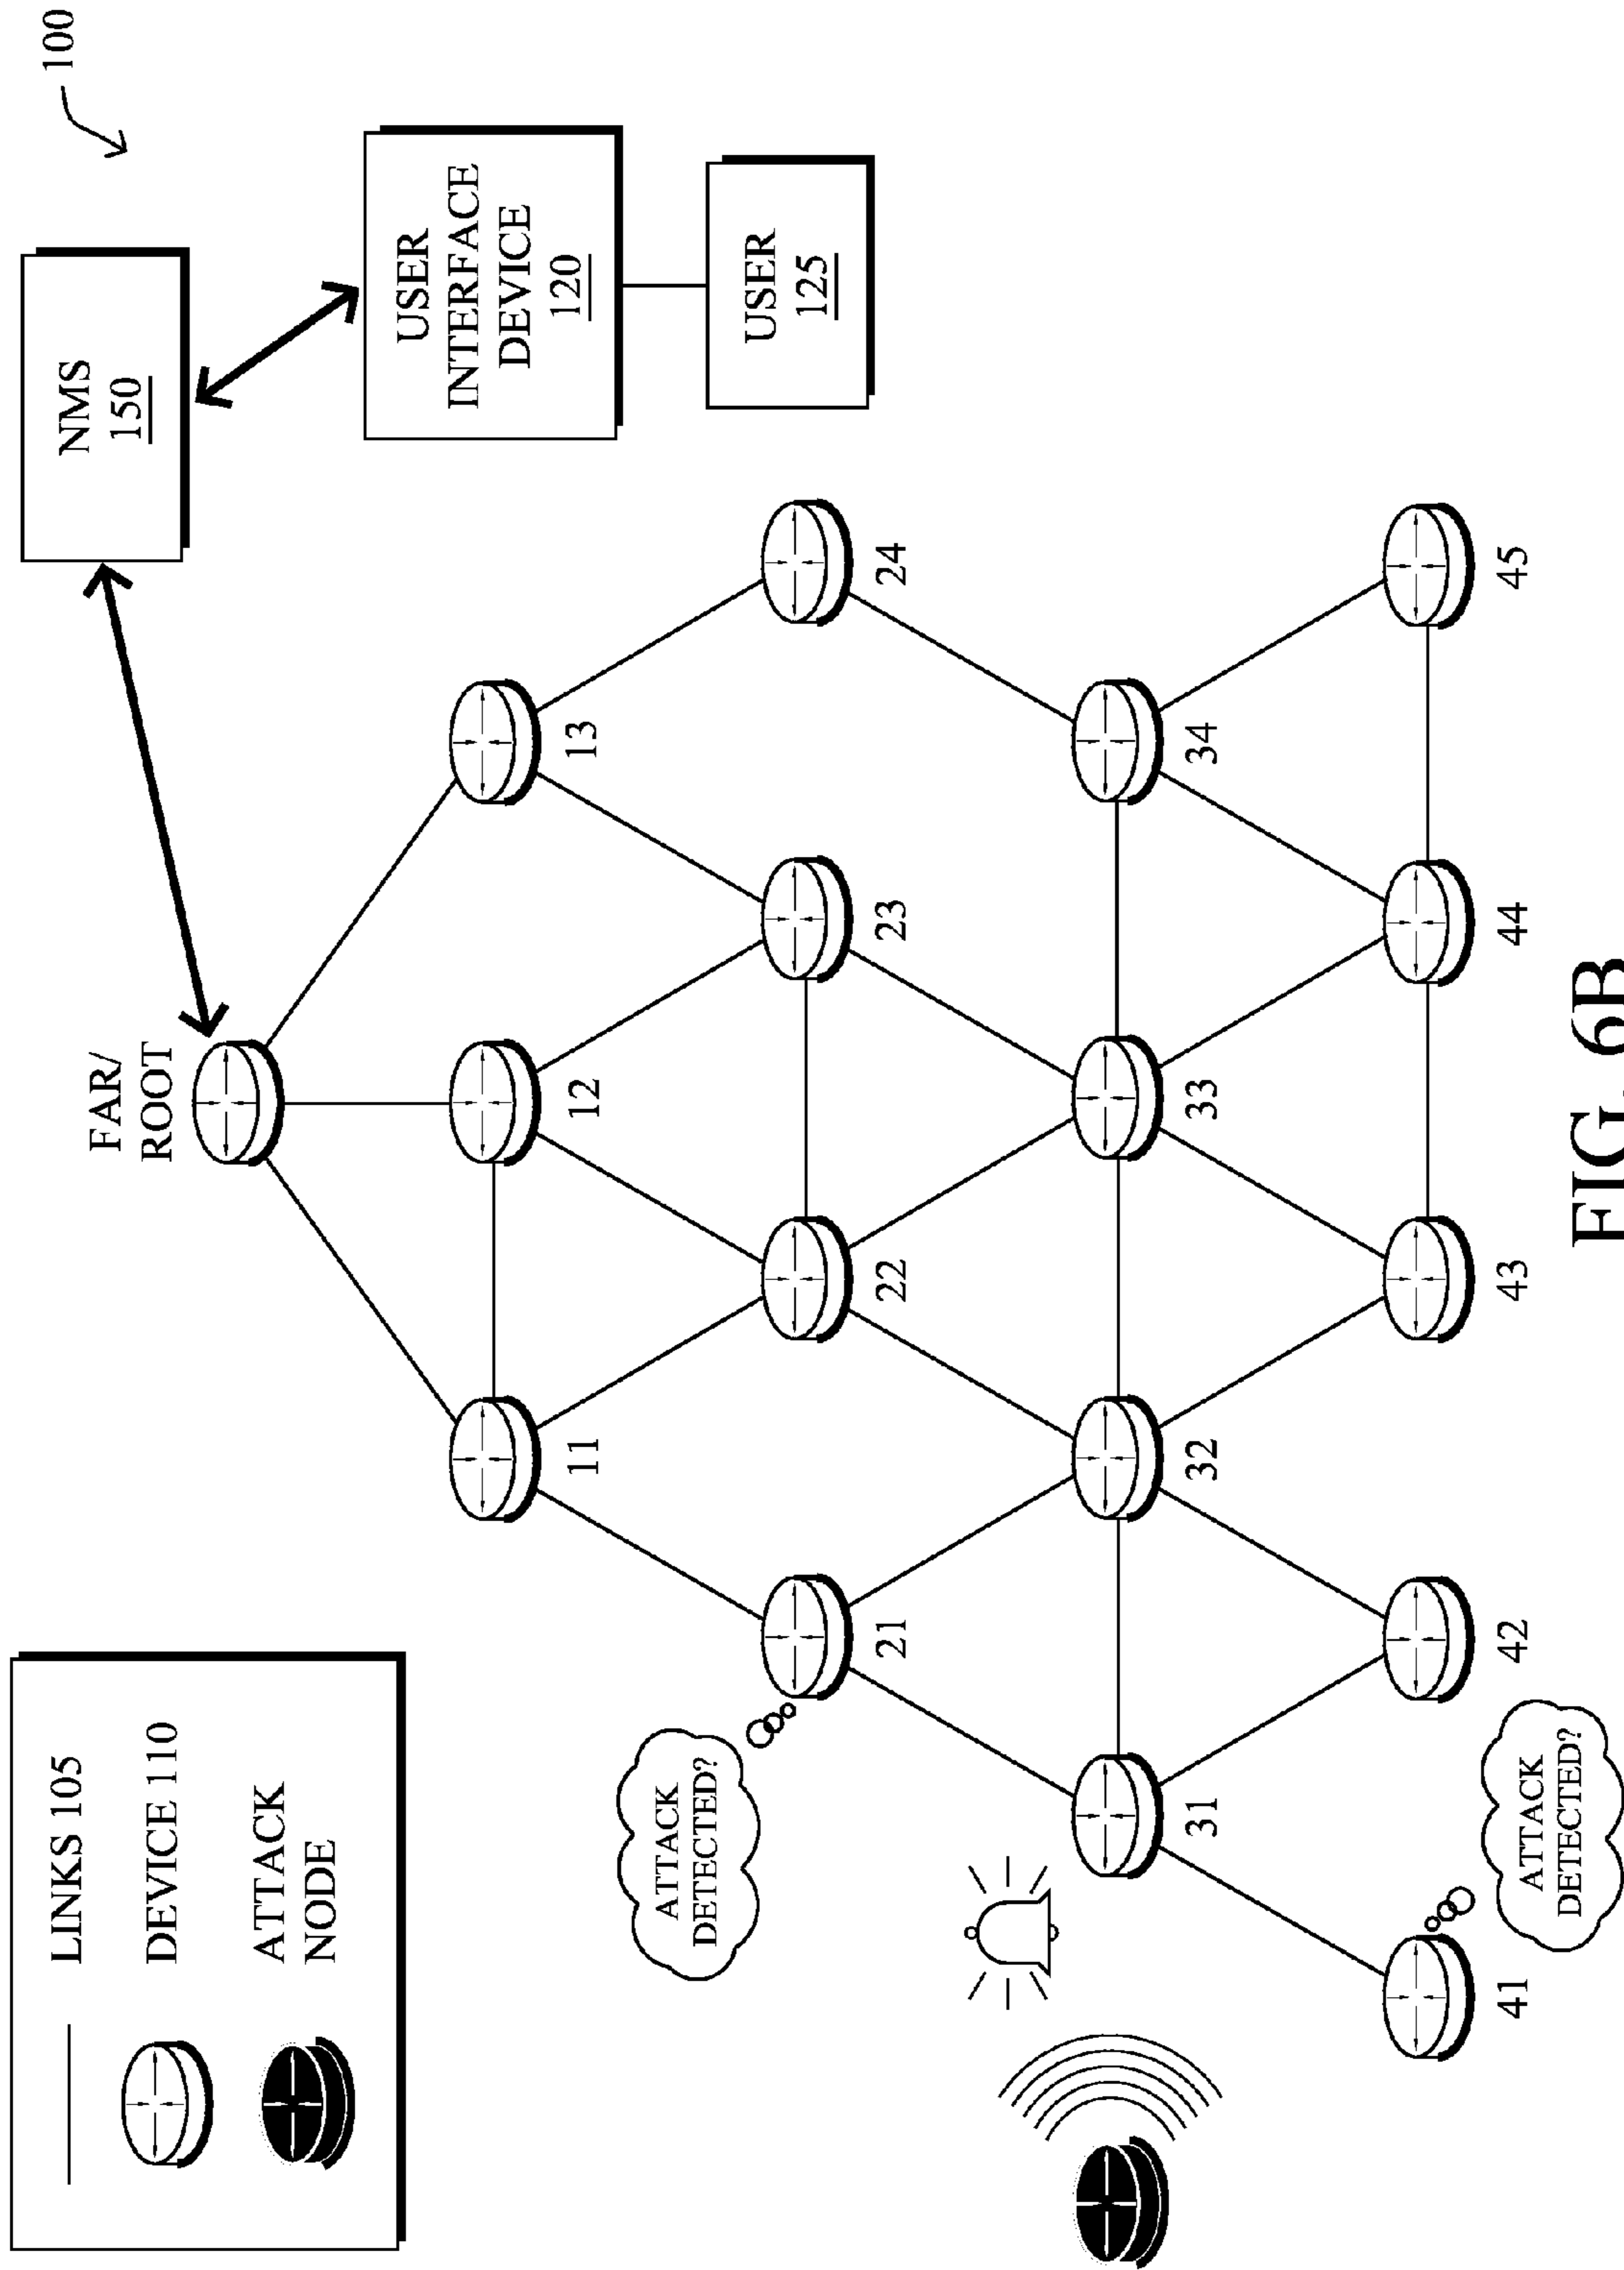 100
LINKS 105
DEVICE 110
ATTACK
NODE
FAR/
ROOT
NMS
150
USER
INTERFACE
DEVICE
120
USER
125
11
12
13
ATTACK
DETECTED?
21
22
23
24
31
32
33
34
41
42
43
44
45
ATTACK
DETECTED?
FIG. 6B